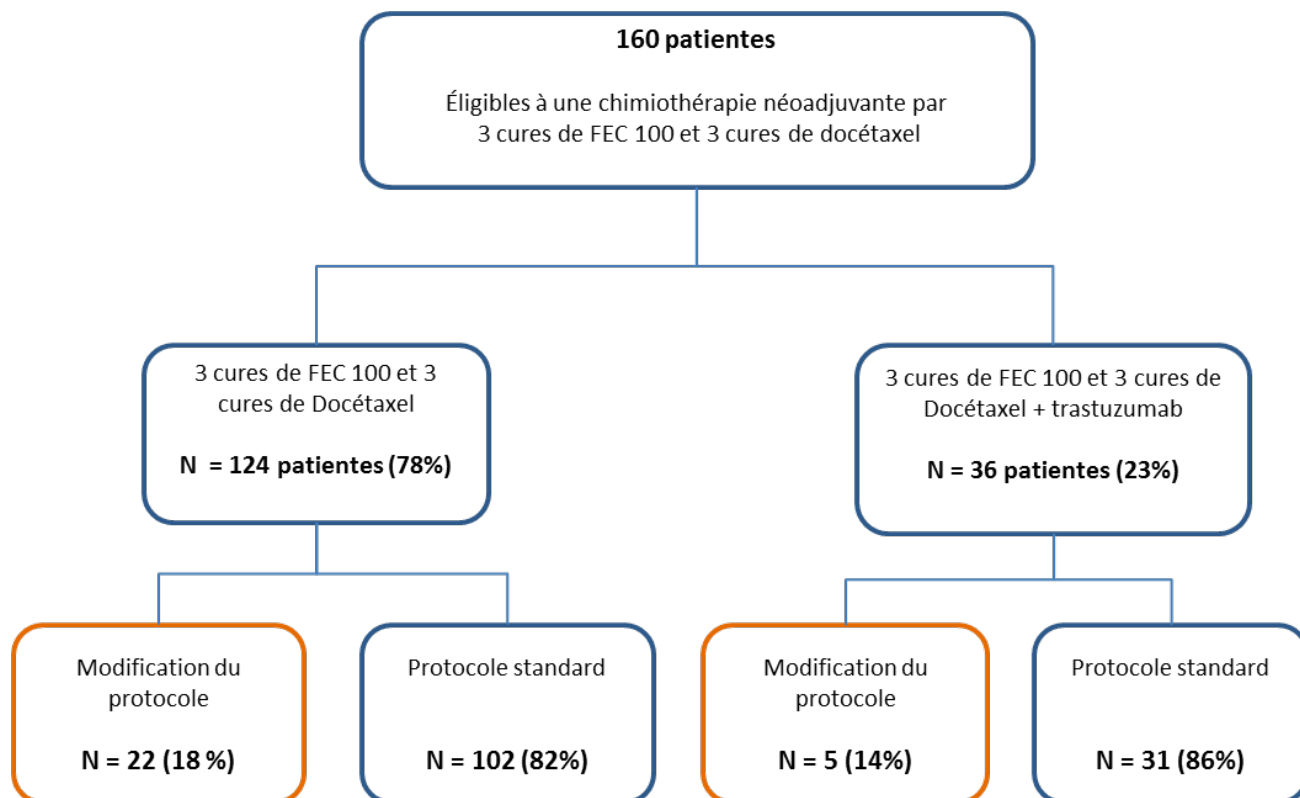 160 patientes
Éligibles à une chimiothérapie néoadjuvante par
3 cures de FEC 100 et 3 cures de docétaxel
3 cures de FEC 100 et 3
cures de Docétaxel
N = 124 patientes (78%)
3 cures de FEC 100 et 3 cures de
Docétaxel + trastuzumab
N = 36 patientes (23%)
Modification du
protocole
N = 22 (18 %)
Protocole standard
N = 102 (82%)
Modification du
protocole
N = 5 (14%)
Protocole standard
N = 31 (86%)